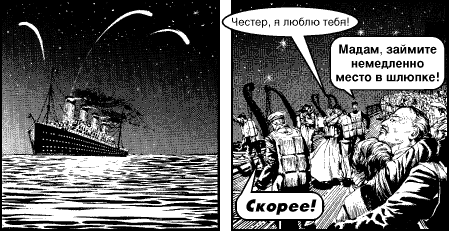 Честер, я люблю тебя!
Мадам, займите
немедленно
место в шлюпке!
Скорее!